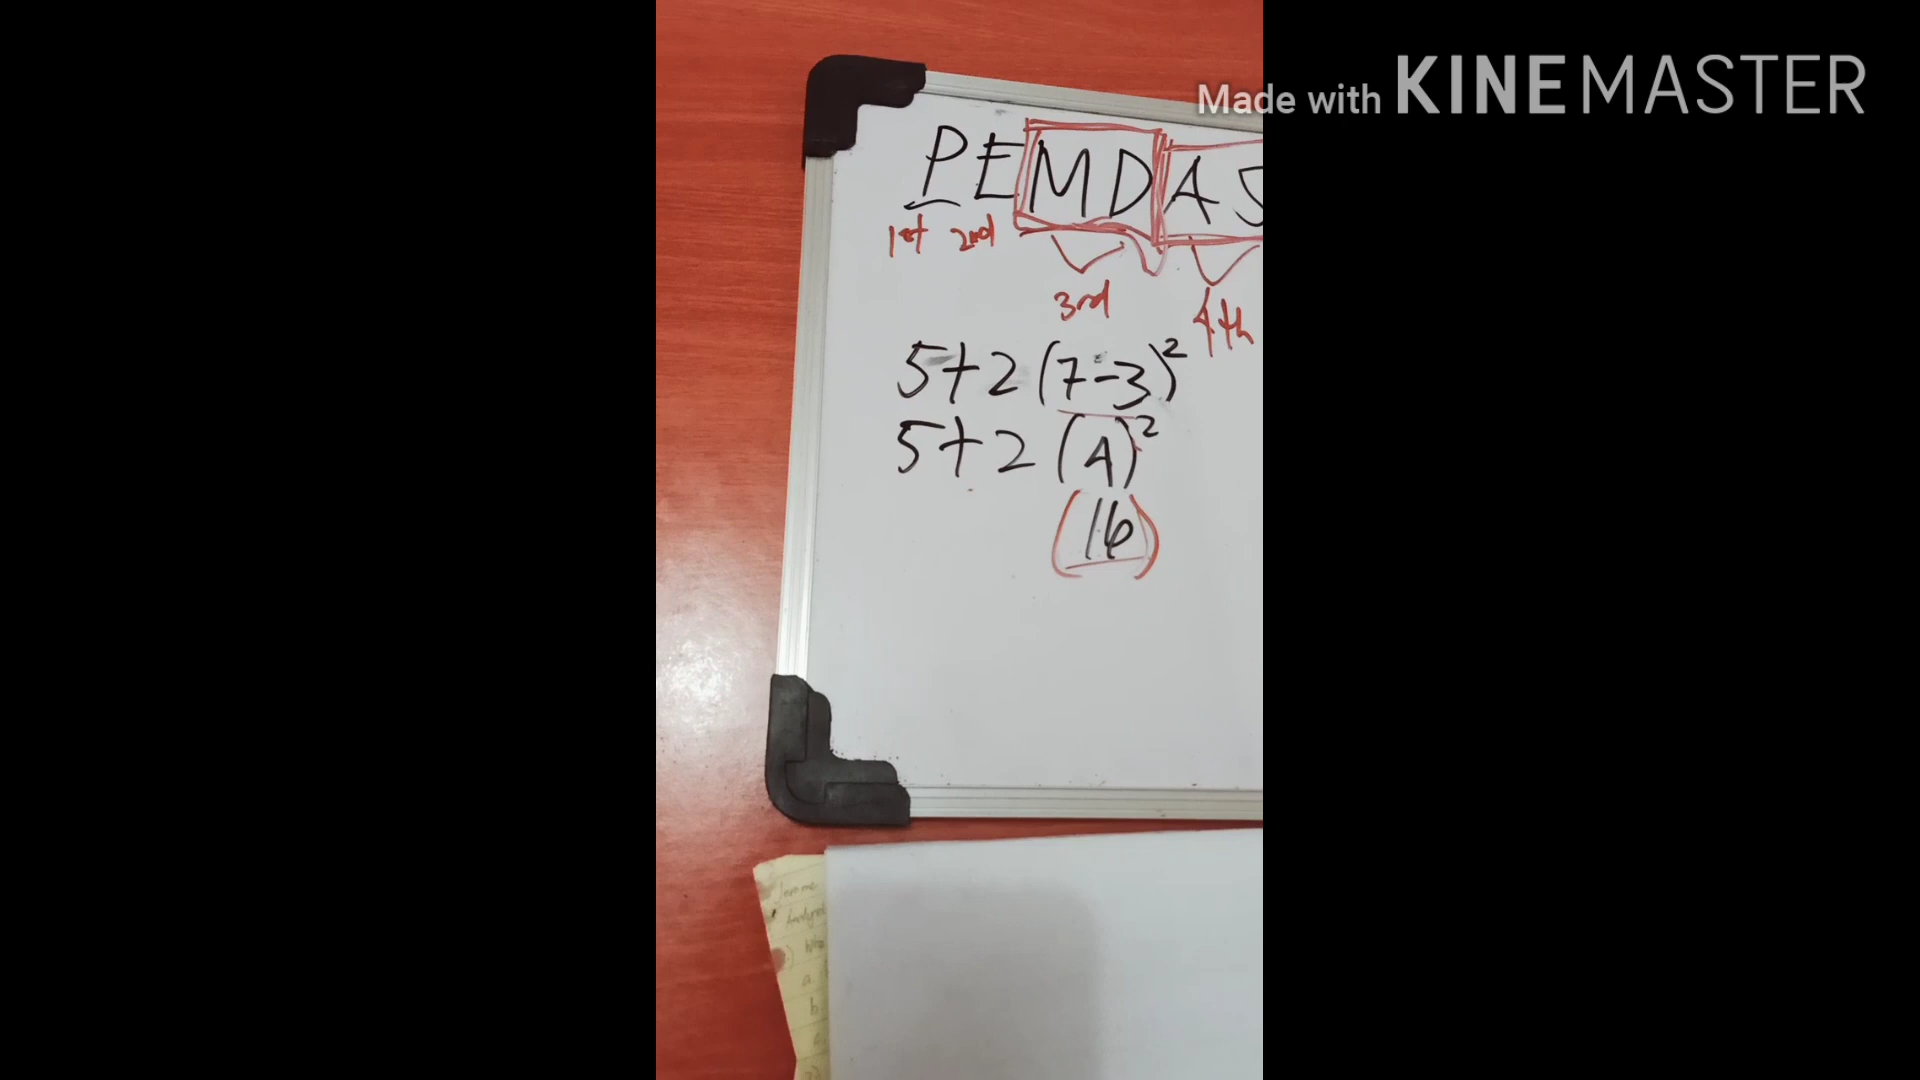 Made with KINEMASTER
PEMDAS
1st 2nd
3rd 4th
5+2(7-3)²
5+2(4)²
(16)
a.
b.